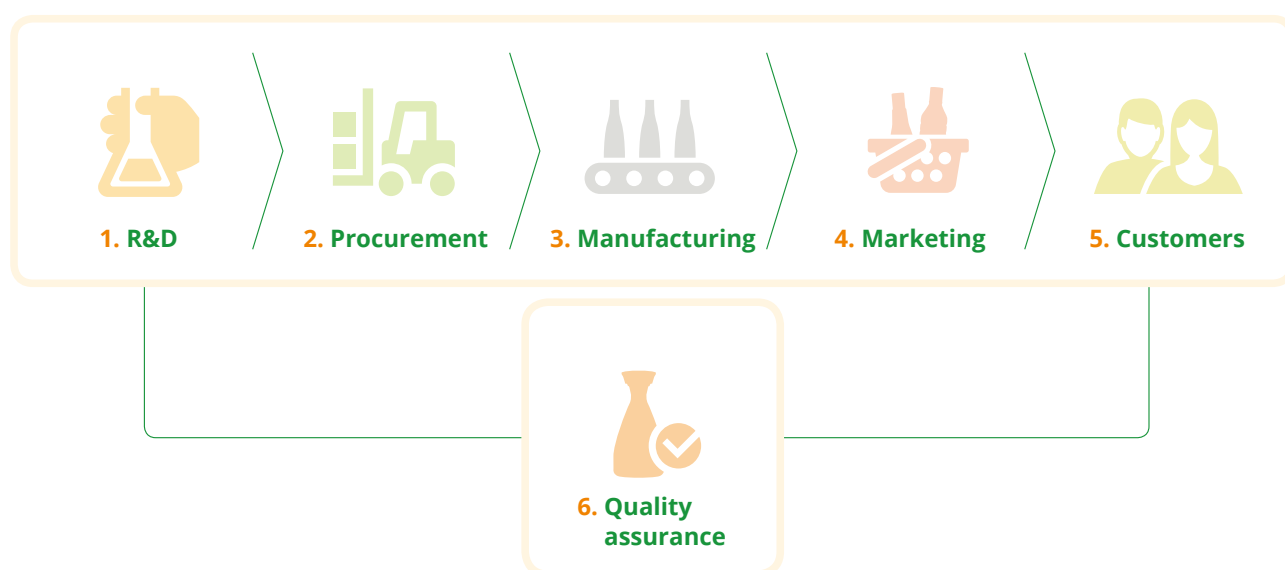 1. R&D
2. Procurement
3. Manufacturing
4. Marketing
5. Customers
6. Quality
assurance